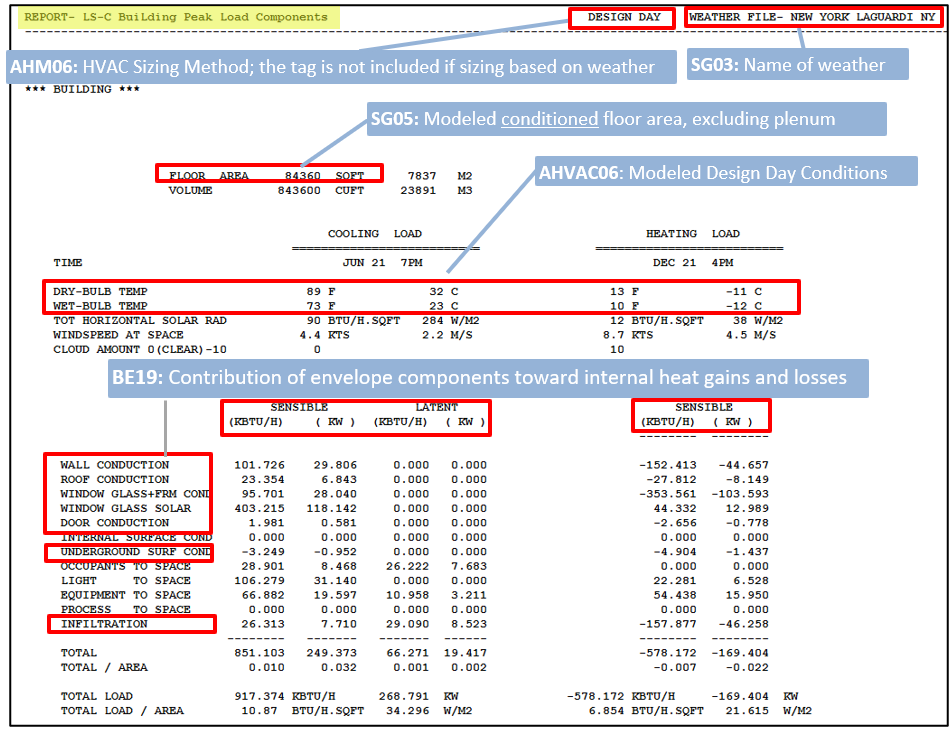 REPORT- LS-C Building Peak Load Components DESIGN DAY WEATHER FILE- NEW YORK LAGUARDI NY
AHM06: HVAC Sizing Method; the tag is not included if sizing based on weather
SG03: Name of weather
*** BUILDING ***
SG05: Modeled conditioned floor area, excluding plenum
FLOOR AREA 84360 SQFT 7837 M2
VOLUME 843600 CUFT 23891 M3
AHVAC06: Modeled Design Day Conditions
COOLING LOAD HEATING LOAD
TIME JUN 21 7PM DEC 21 4PM
DRY-BULB TEMP 89 F 32 C 13 F -11 C
WET-BULB TEMP 73 F 23 C 10 F -12 C
TOT HORIZONTAL SOLAR RAD 90 BTU/H.SQFT 284 W/M2 12 BTU/H.SQFT 38 W/M2
WINDSPEED AT SPACE 4.4 KTS 2.2 M/S 8.7 KTS 4.5 M/S
CLOUD AMOUNT 0(CLEAR)-10 0 10
BE19: Contribution of envelope components toward internal heat gains and losses
SENSIBLE LATENT SENSIBLE
(KBTU/H) ( KW ) (KBTU/H) ( KW ) (KBTU/H) ( KW )
WALL CONDUCTION 101.726 29.806 0.000 0.000 -152.413 -44.657
ROOF CONDUCTION 23.354 6.843 0.000 0.000 -27.812 -8.149
WINDOW GLASS+FRM COND 95.701 28.040 0.000 0.000 -353.561 -103.593
WINDOW GLASS SOLAR 403.215 118.142 0.000 0.000 44.332 12.989
DOOR CONDUCTION 1.981 0.581 0.000 0.000 -2.656 -0.778
INTERNAL SURFACE COND 0.000 0.000 0.000 0.000 0.000 0.000
UNDERGROUND SURF COND -3.249 -0.952 0.000 0.000 -4.904 -1.437
OCCUPANTS TO SPACE 28.901 8.468 26.222 7.683 0.000 0.000
LIGHT TO SPACE 106.279 31.140 0.000 0.000 22.281 6.528
EQUIPMENT TO SPACE 66.882 19.597 10.958 3.211 54.438 15.950
PROCESS TO SPACE 0.000 0.000 0.000 0.000 0.000 0.000
INFILTRATION 26.313 7.710 29.090 8.523 -157.877 -46.258
TOTAL 851.103 249.373 66.271 19.417 -578.172 -169.404
TOTAL / AREA 0.010 0.032 0.001 0.002 -0.007 -0.022
TOTAL LOAD 917.374 KBTU/H 268.791 KW -578.172 KBTU/H -169.404 KW
TOTAL LOAD / AREA 10.87 BTU/H.SQFT 34.296 W/M2 6.854 BTU/H.SQFT 21.615 W/M2